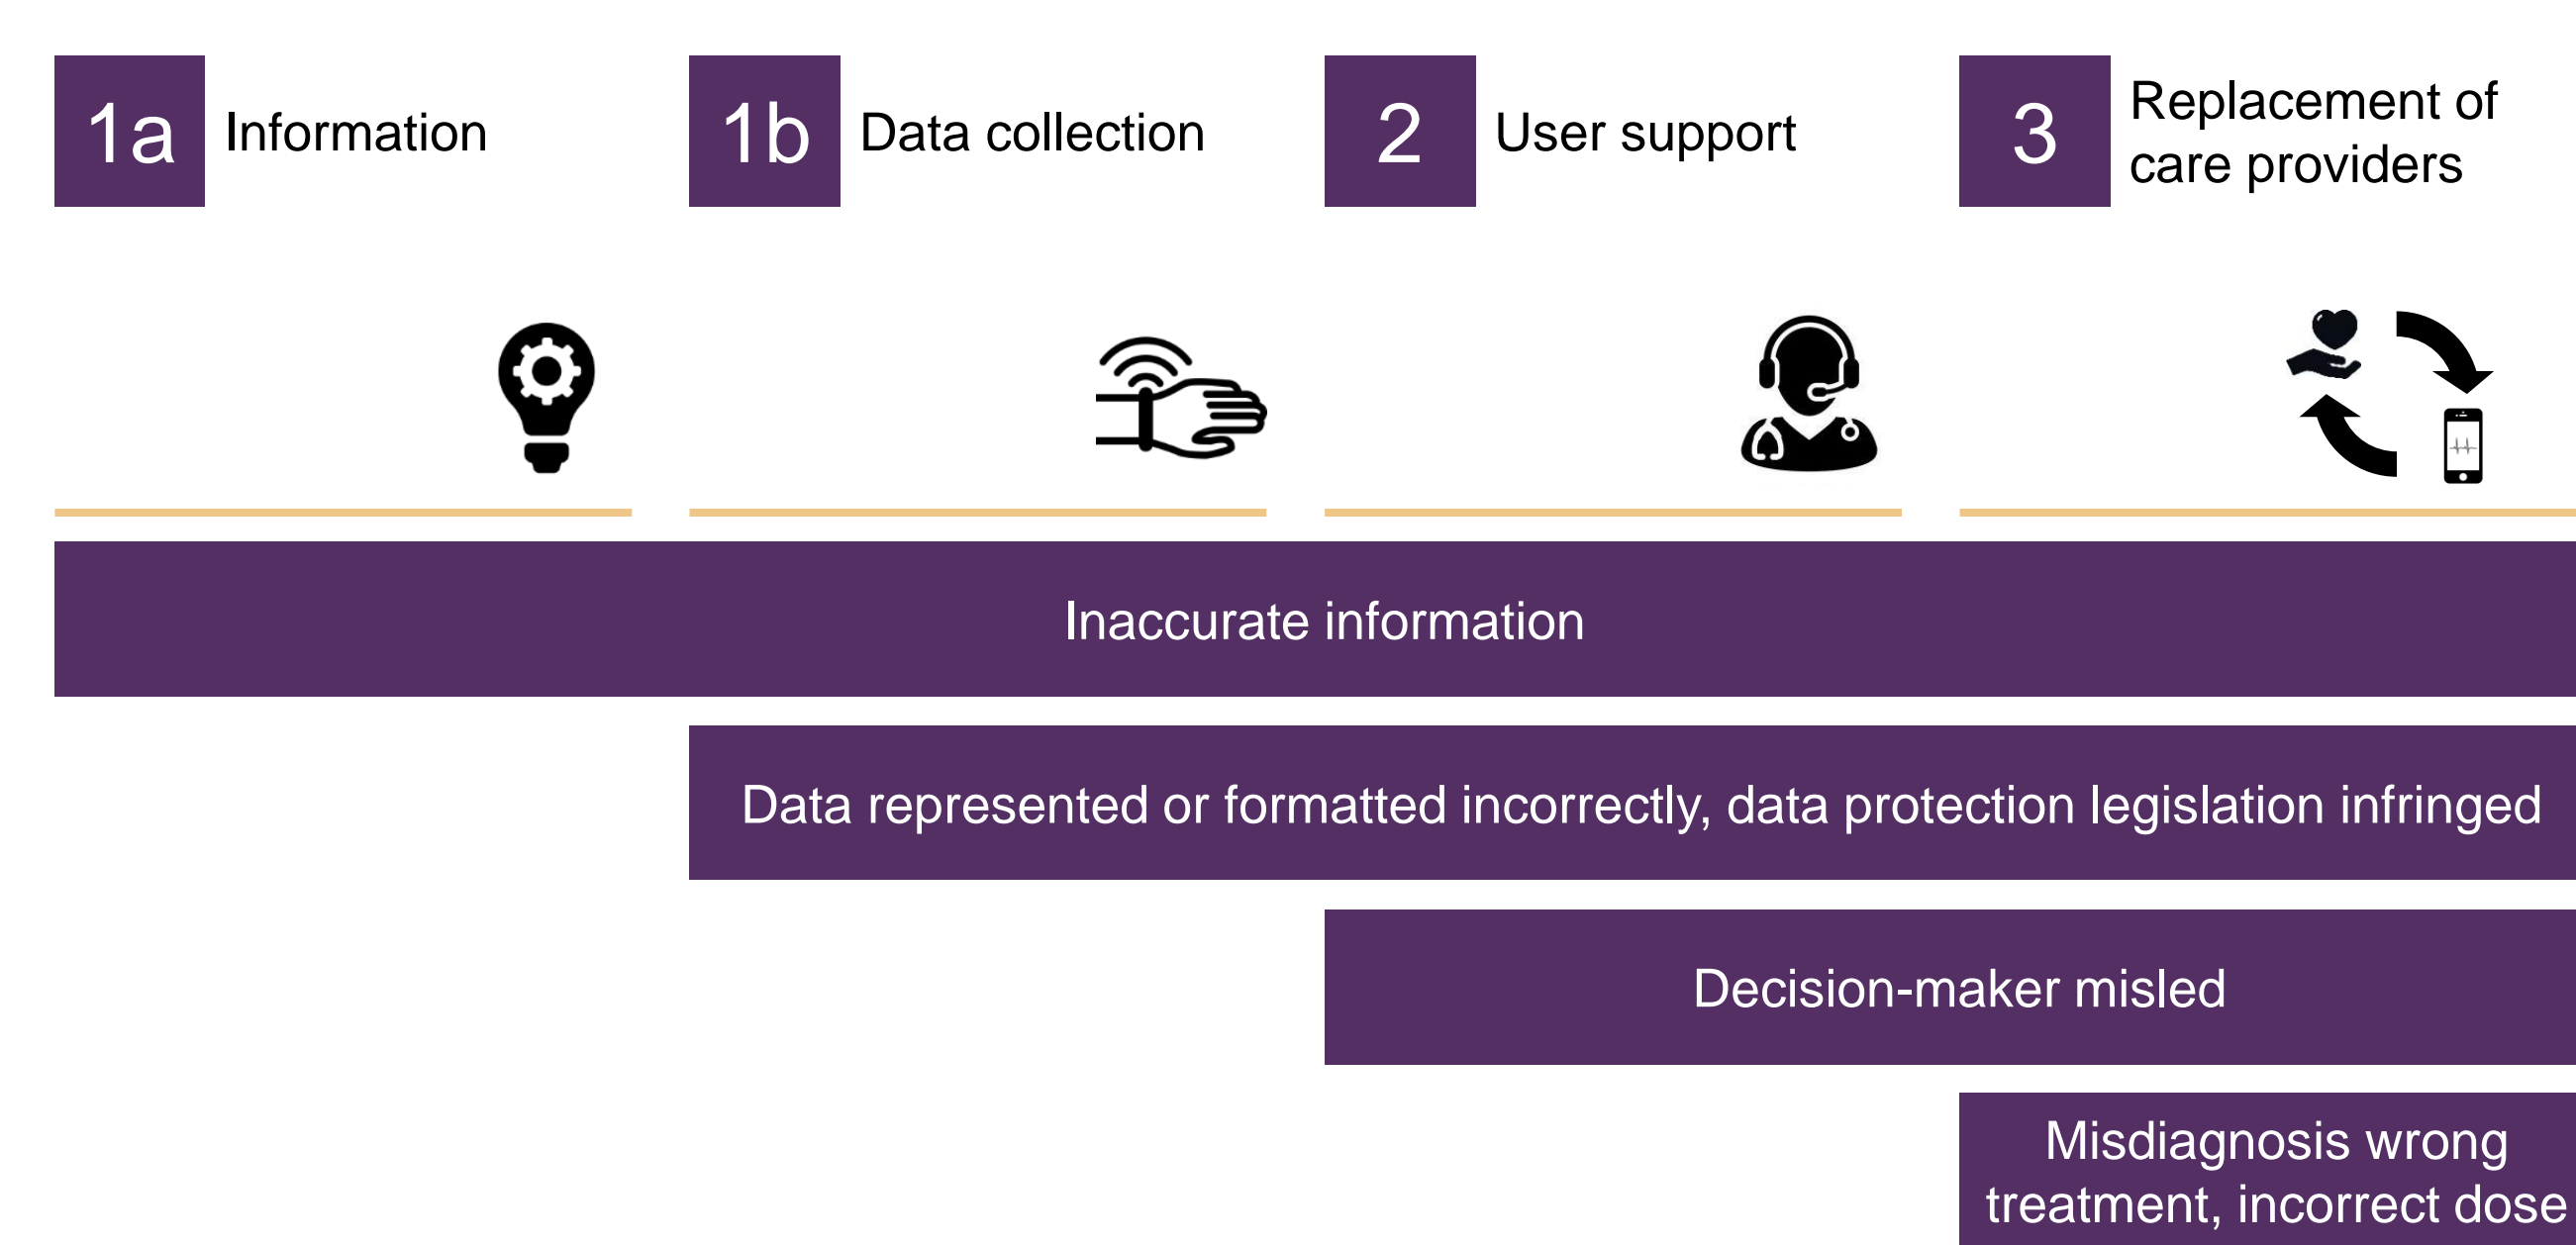 1a
Information
1b
Data collection
2
User support
3
Replacement of
care providers
Inaccurate information
Data represented or formatted incorrectly, data protection legislation infringed
Decision-maker misled
Misdiagnosis wrong
treatment, incorrect dose